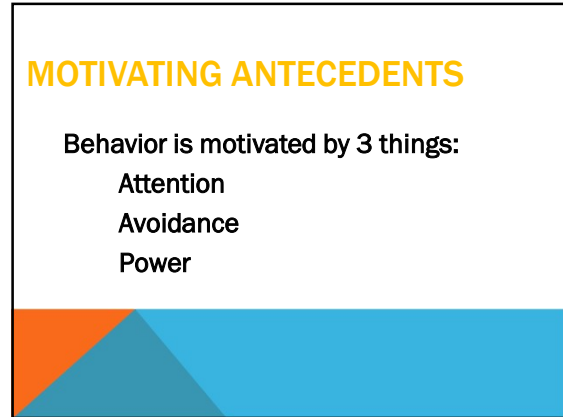 MOTIVATING ANTECEDENTS
Behavior is motivated by 3 things:
Attention
Avoidance
Power